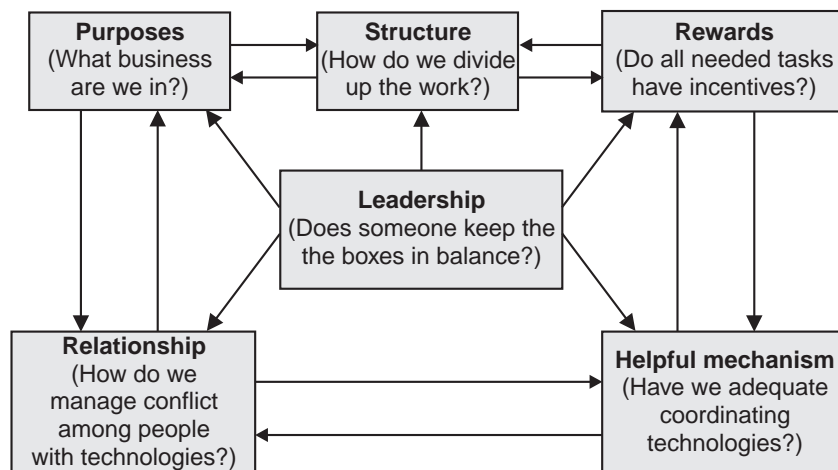 Purposes
(What business
are we in?)
Structure
(How do we divide
up the work?)
Rewards
(Do all needed tasks
have incentives?)
Leadership
(Does someone keep the
the boxes in balance?)
Relationship
(How do we
manage conflict
among people
with technologies?)
Helpful mechanism
(Have we adequate
coordinating
technologies?)